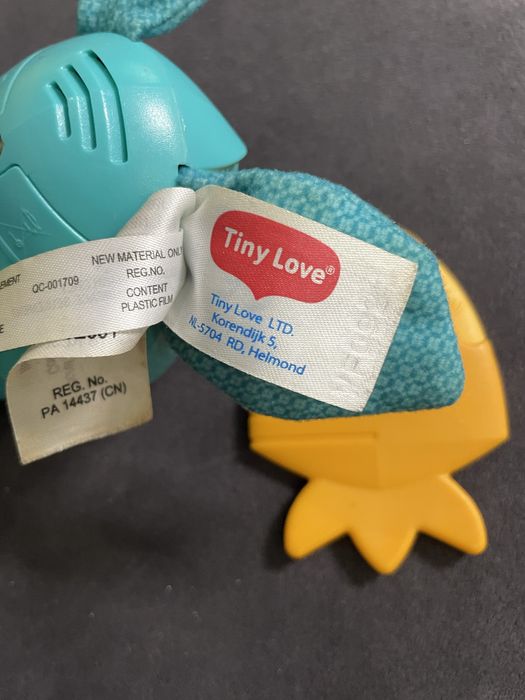 Tiny Love®
Tiny Love LTD.
Korendijk 5,
NL-5704 RD, Helmond
NEW MATERIAL ONL
REG.NO.
QC-001709
CONTENT
PLASTIC FILM
REG. No.
PA 14437 (CN)